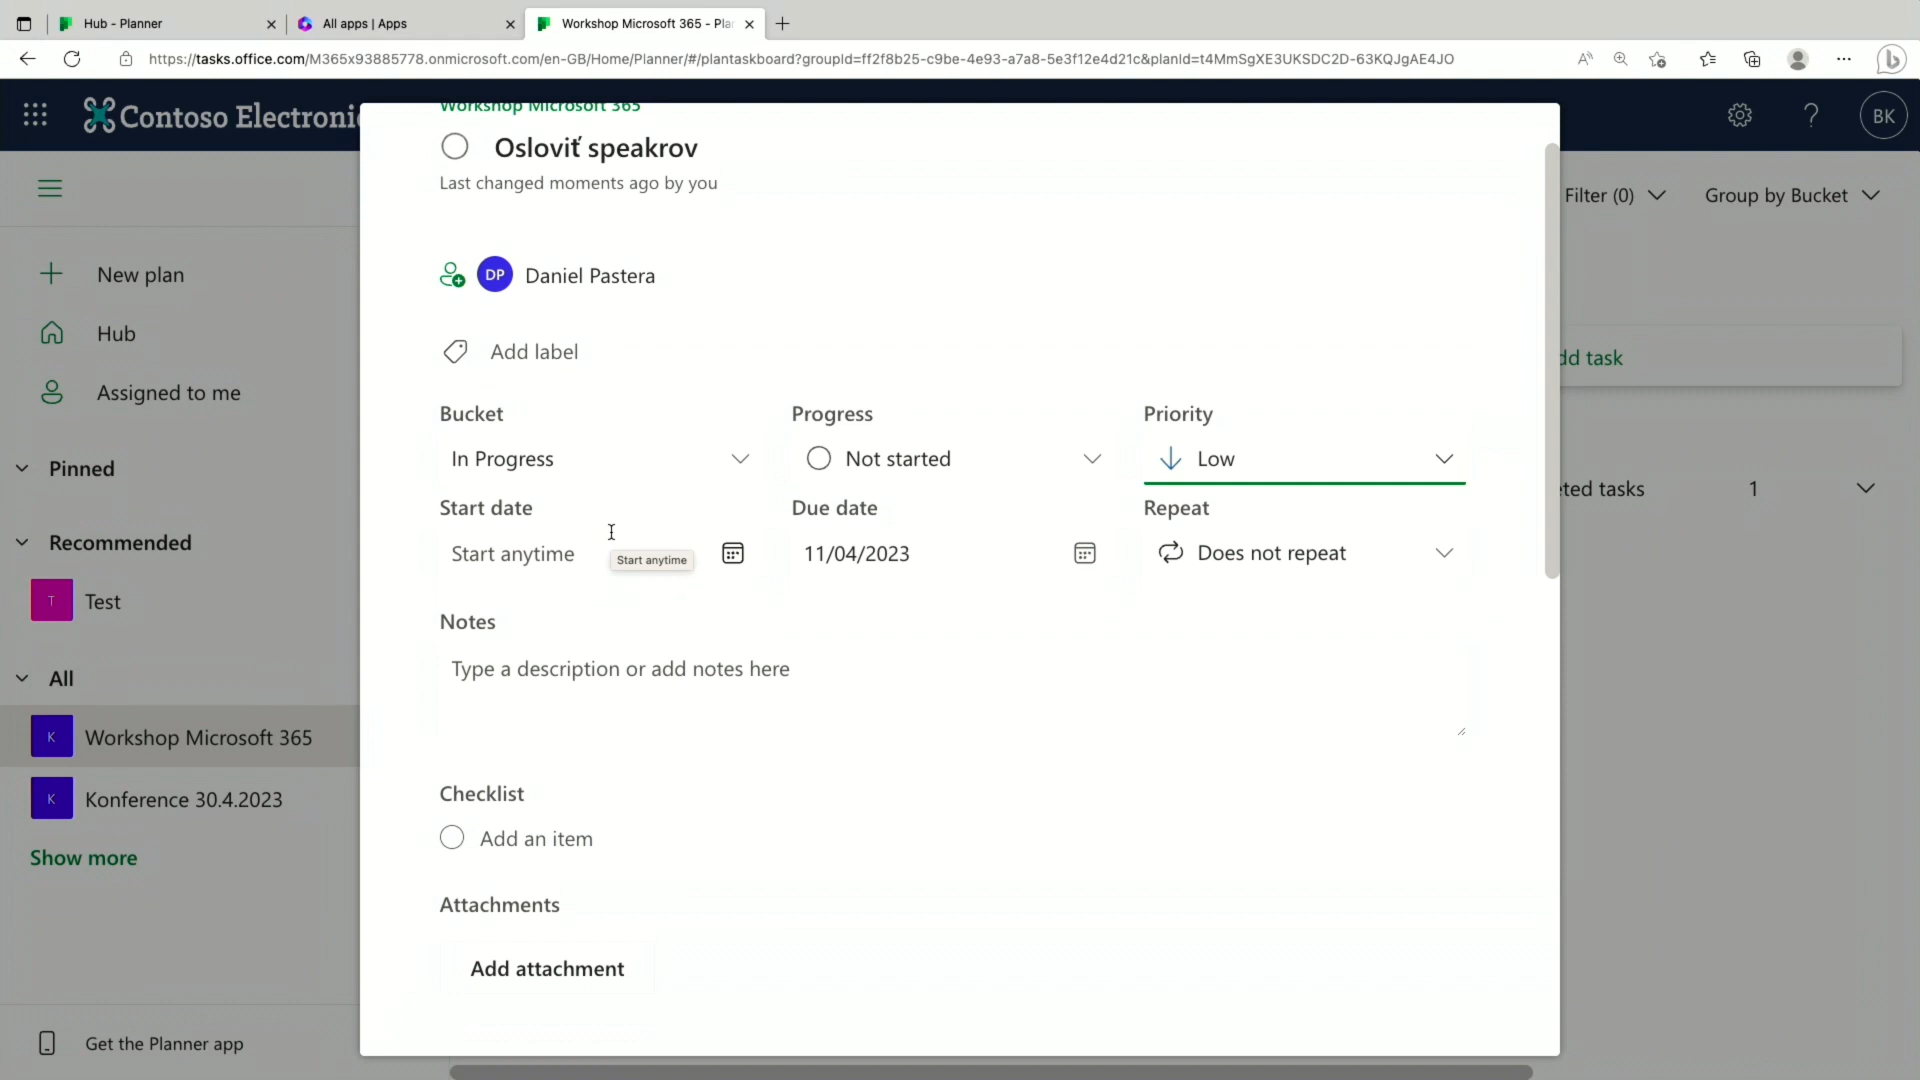 Hub - Planner
All apps | Apps
Workshop Microsoft 365 - Pla
https://tasks.office.com/M365x93885778.onmicrosoft.com/en-GB/Home/Planner/#/plantaskboard?groupId=ff2f8b25-c9be-4e93-a7a8-5e3f12e4d21c&planId=t4MmSgXE3UKSDC2D-63KQJgAE4JO
Contoso Electroni
BK
Workshop Microsoft 365
Osloviť speakrov
Last changed moments ago by you
DP Daniel Pastera
Add label
Bucket
Progress
Priority
In Progress
Not started
Low
Start date
Due date
Repeat
Start anytime
Start anytime
11/04/2023
Does not repeat
Notes
Type a description or add notes here
Checklist
Add an item
Attachments
Add attachment
New plan
Hub
Assigned to me
Pinned
Recommended
T Test
All
K Workshop Microsoft 365
K Konference 30.4.2023
Show more
Get the Planner app
Filter (0)
Group by Bucket
dd task
ted tasks 1